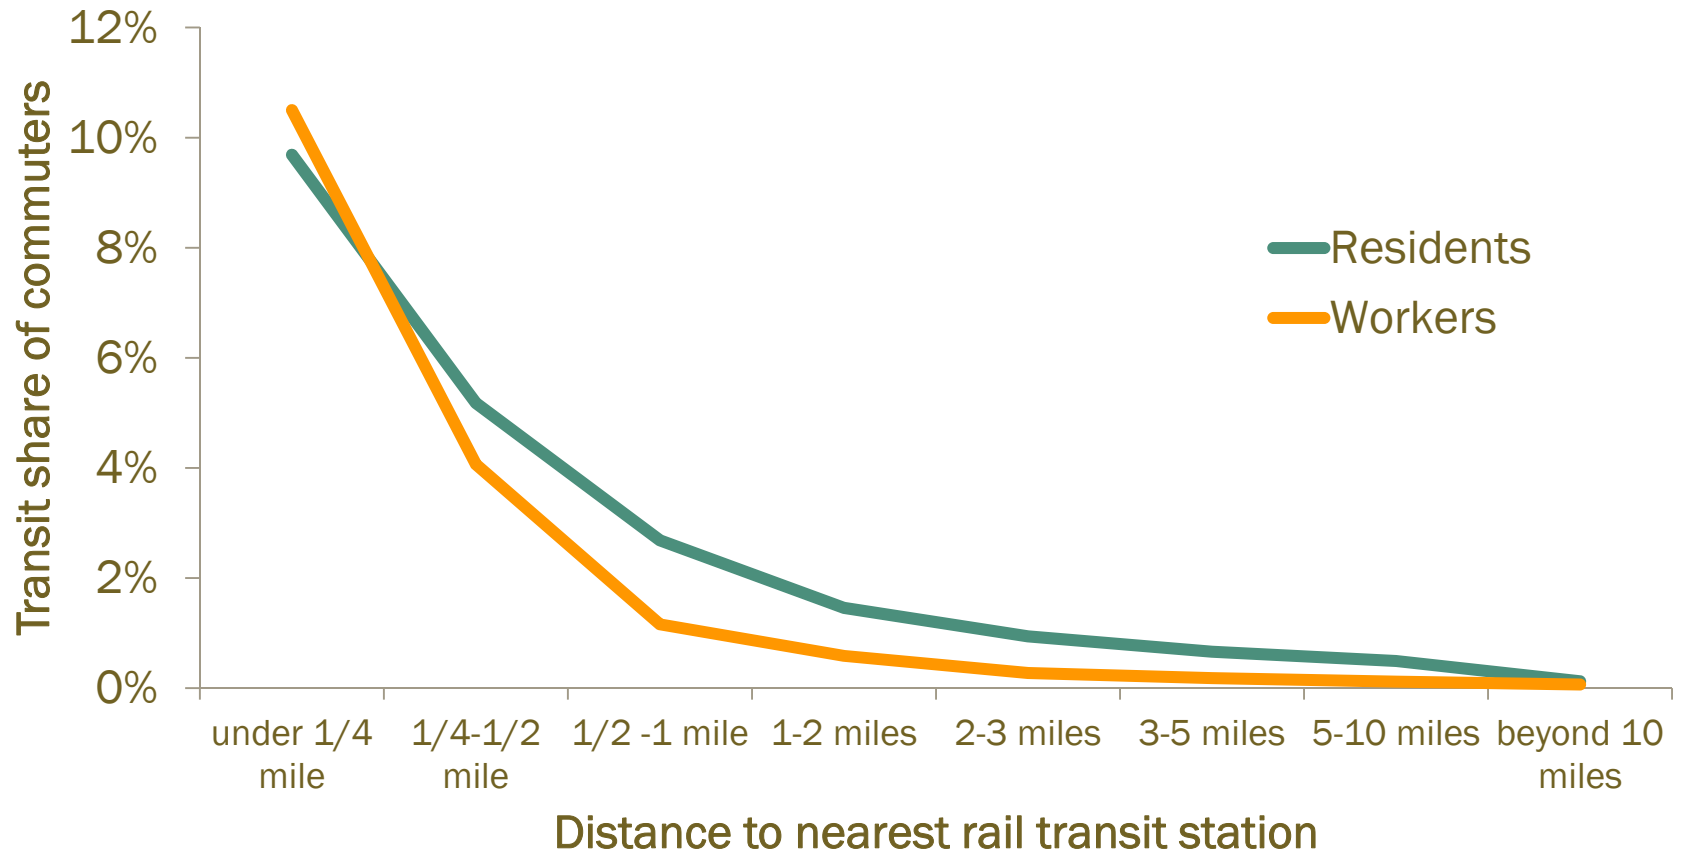 12%
10%
8%
6%
4%
2%
0%
Transit share of commuters
Residents
Workers
under 1/4 mile
1/4-1/2 mile
1/2 -1 mile
1-2 miles
2-3 miles
3-5 miles
5-10 miles
beyond 10 miles
Distance to nearest rail transit station